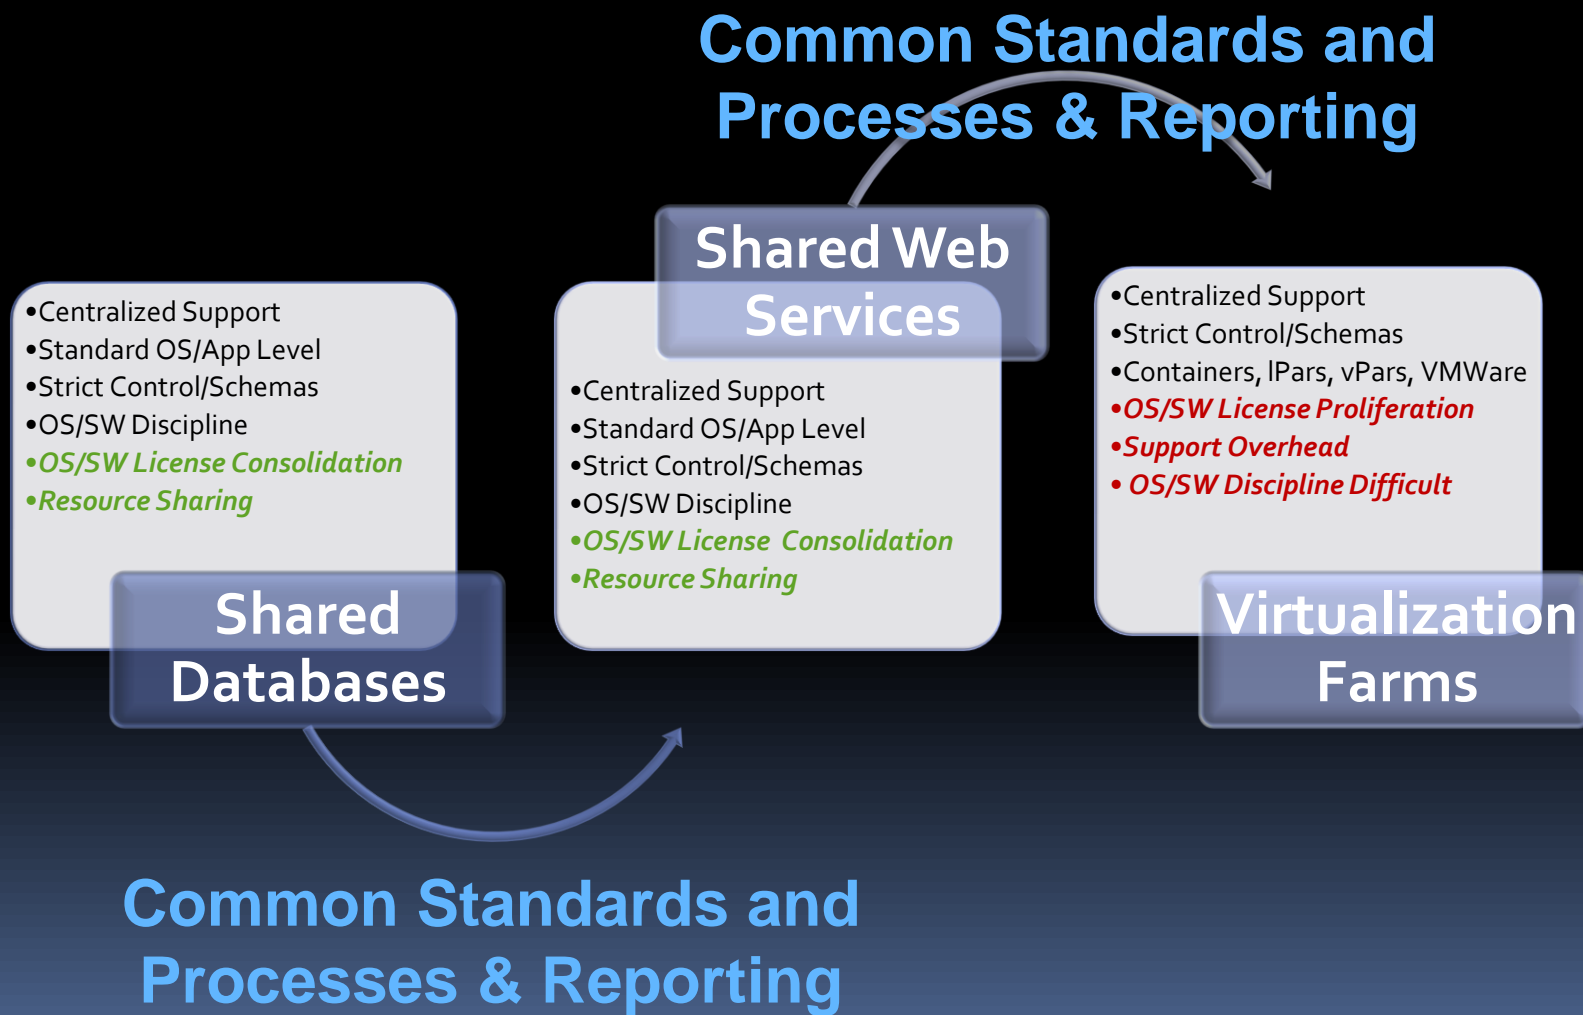 Common Standards and
Processes & Reporting
•Centralized Support
•Standard OS/App Level
•Strict Control/Schemas
•OS/SW Discipline
•OS/SW License Consolidation
•Resource Sharing
Shared
Databases
Shared Web
Services
•Centralized Support
•Standard OS/App Level
•Strict Control/Schemas
•OS/SW Discipline
•OS/SW License Consolidation
•Resource Sharing
•Centralized Support
•Strict Control/Schemas
•Containers, lPars, vPars, VMWare
•OS/SW License Proliferation
•Support Overhead
• OS/SW Discipline Difficult
Virtualization
Farms
Common Standards and
Processes & Reporting